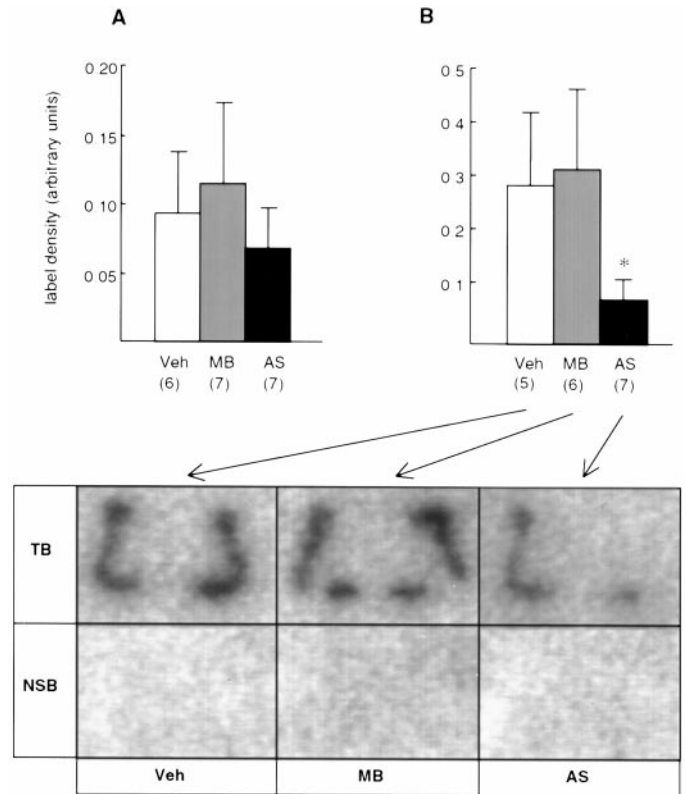 A
B
label density (arbitrary units)
0 20
0 15
0 10
0 05
Veh MB AS
(6) (7) (7)
0 5
0 4
0 3
0 2
0 1
*
Veh MB AS
(5) (6) (7)
TB
NSB
Veh MB AS